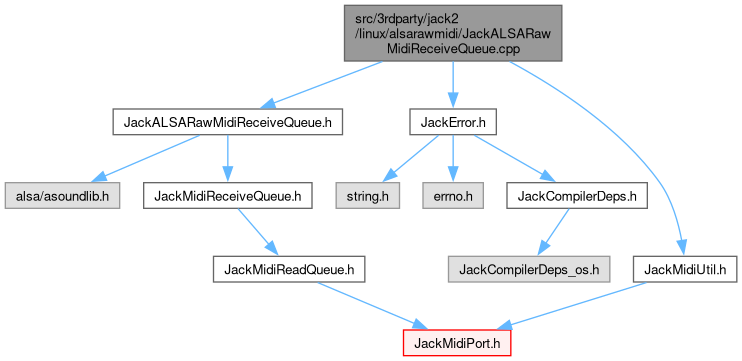 src/3rdparty/jack2
/linux/alsarawmidi/JackALSARaw
MidiReceiveQueue.cpp
JackALSARawMidiReceiveQueue.h
JackError.h
alsa/asoundlib.h
JackMidiReceiveQueue.h
string.h
errno.h
JackCompilerDeps.h
JackMidiReadQueue.h
JackCompilerDeps_os.h
JackMidiUtil.h
JackMidiPort.h